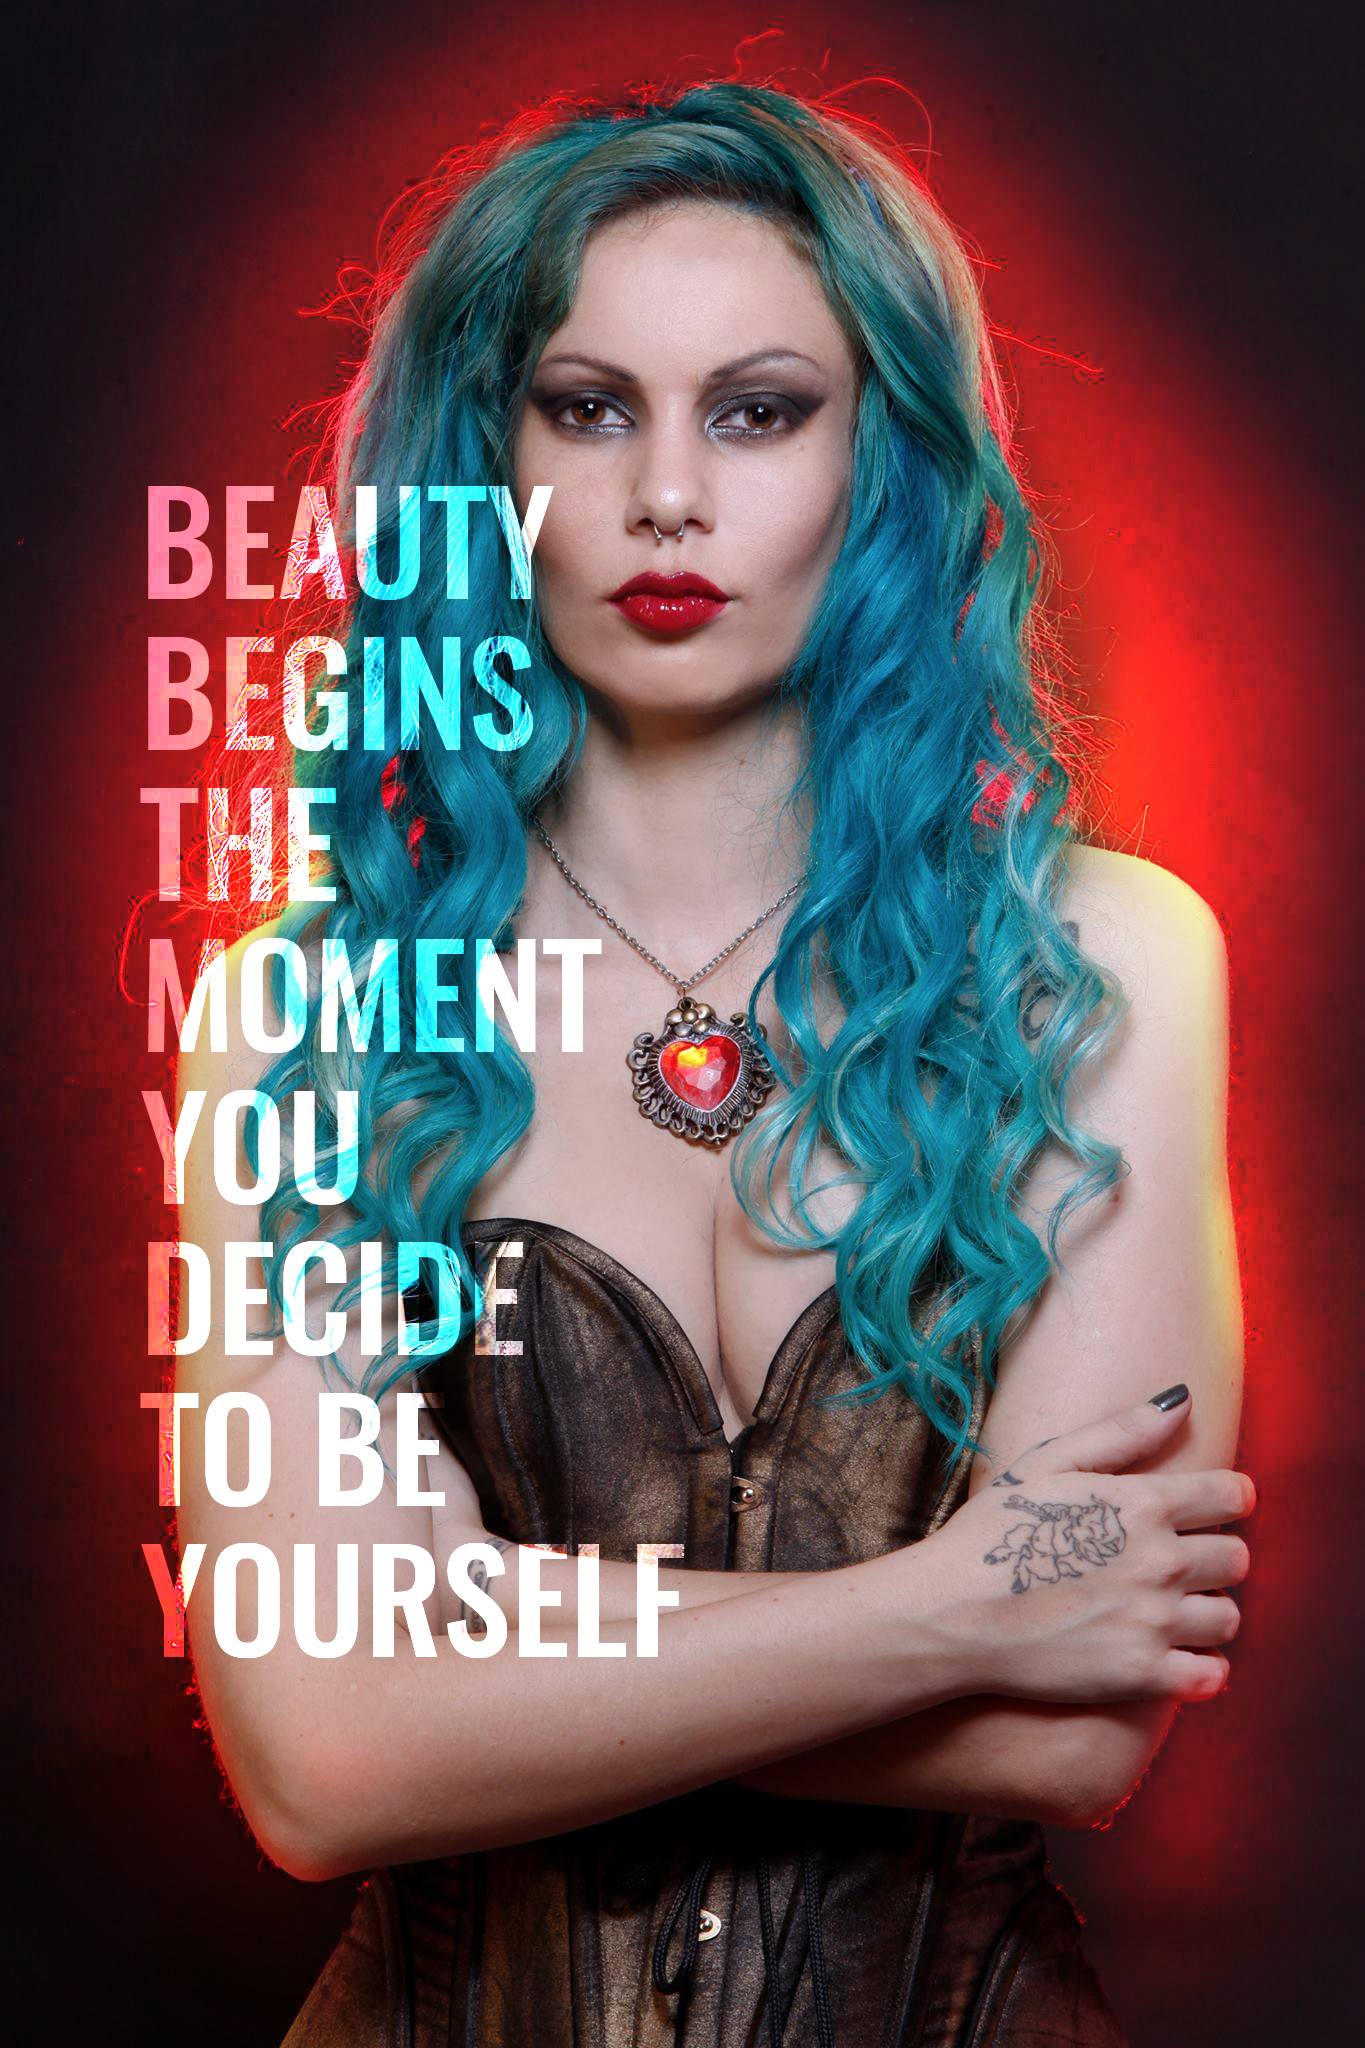 BEAUTY
BEGINS
THE
MOMENT
YOU
DECIDE
TO BE
YOURSELF